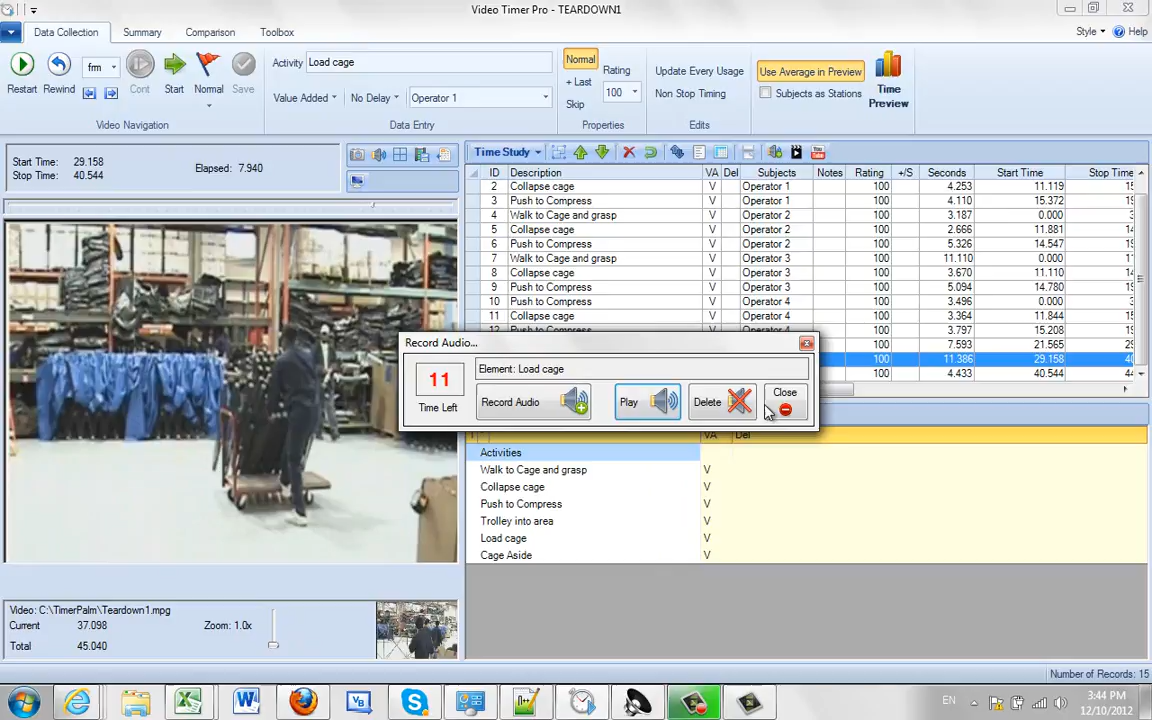 Video Timer Pro - TEARDOWN1
Data Collection Summary Comparison Toolbox Style Help
Restart Rewind frm Cont Start Normal Save
Video Navigation
Activity Load cage
Value Added No Delay Operator 1
Data Entry
Normal
+ Last
Skip
Rating
100
Properties
Update Every Usage
Non Stop Timing
Edits
Use Average in Preview
Subjects as Stations
Time Preview
Start Time: 29.158
Stop Time: 40.544
Elapsed: 7.940
Time Study
ID Description VA Del Subjects Notes Rating +/S Seconds Start Time Stop Time
2 Collapse cage V Operator 1 100 4.253 11.119
3 Push to Compress V Operator 1 100 4.110 15.372
4 Walk to Cage and grasp V Operator 2 100 3.187 0.000
5 Collapse cage V Operator 2 100 2.666 11.881
6 Push to Compress V Operator 2 100 5.326 14.547
7 Walk to Cage and grasp V Operator 3 100 11.110 0.000
8 Collapse cage V Operator 3 100 3.670 11.110
9 Push to Compress V Operator 3 100 5.094 14.780
10 Push to Compress V Operator 4 100 3.496 0.000
11 Collapse cage V Operator 4 100 3.364 11.844
12 Push to Compress V Operator 4 100 3.797 15.208
100 7.593 21.565
100 11.386 29.158
100 4.433 40.544
Record Audio...
11
Time Left
Element: Load cage
Record Audio Play Delete Close
VA Del
Activities
Walk to Cage and grasp V
Collapse cage V
Push to Compress V
Trolley into area V
Load cage V
Cage Aside V
Video: C:\TimerPalm\Teardown1.mpg
Current 37.098 Zoom: 1.0x
Total 45.040
Number of Records: 15
EN
3:44 PM
12/10/2012